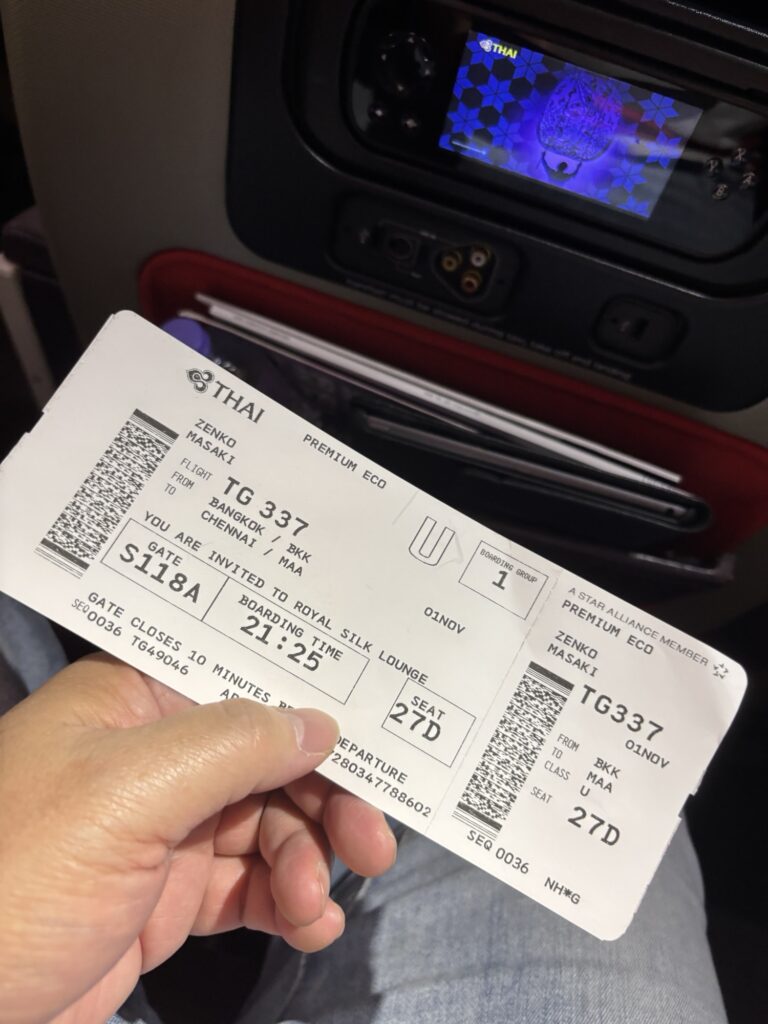 THAI
THAI
PREMIUM ECO
ZENKO
MASAKI
FLIGHT TG 337
FROM BANGKOK / BKK
TO CHENNAI / MAA
U
BOARDING GROUP
1
YOU ARE INVITED TO ROYAL SILK LOUNGE
01NOV
GATE
S118A
BOARDING TIME
21:25
SEAT
27D
GATE CLOSES 10 MINUTES DEPARTURE
SEQ0036 TG49046
280347788602
A STAR ALLIANCE MEMBER
PREMIUM ECO
ZENKO
MASAKI
TG337
01NOV
FROM BKK
TO MAA
CLASS U
SEAT 27D
SEQ 0036 NH*G